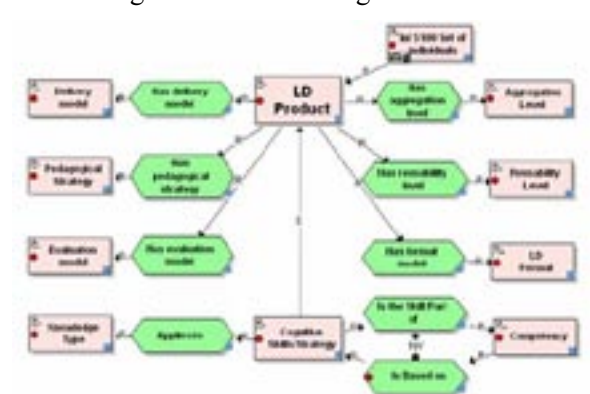 Delivery
model
Has delivery
model
LD
Product
individuals
Has
aggregation
level
Aggregation
Level
Pedagogical
Strategy
Has
pedagogical
strategy
Has reusability
level
Reusability
Level
Evaluation
model
Has evaluation
model
Has format
model
LD
Format
Knowledge
Type
Applies to
Cognitive
Skills/Strategy
Is the Skill Part
of
Competency
Is Based on